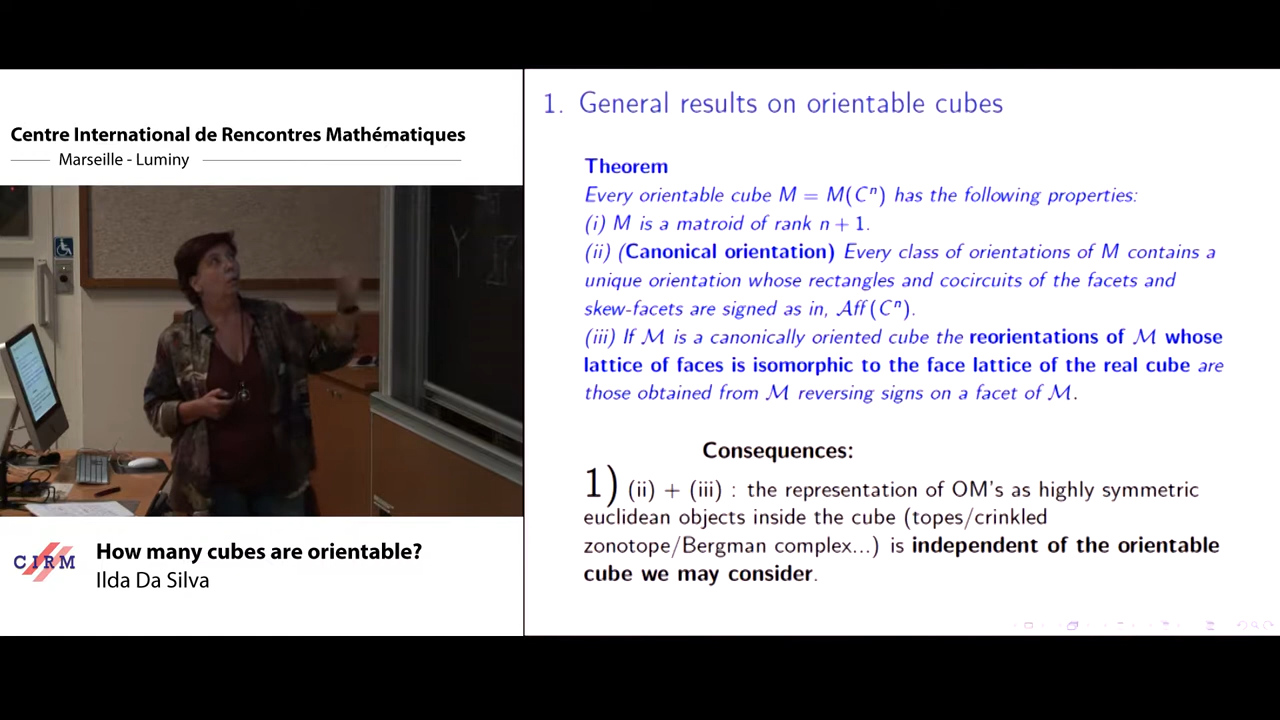 Centre International de Rencontres Mathématiques
Marseille - Luminy
CIRM
How many cubes are orientable?
Ilda Da Silva
1. General results on orientable cubes
Theorem
Every orientable cube M = M(Cⁿ) has the following properties:
(i) M is a matroid of rank n + 1.
(ii) (Canonical orientation) Every class of orientations of M contains a
unique orientation whose rectangles and cocircuits of the facets and
skew-facets are signed as in, Aff(Cⁿ).
(iii) If ℳ is a canonically oriented cube the reorientations of ℳ whose
lattice of faces is isomorphic to the face lattice of the real cube are
those obtained from ℳ reversing signs on a facet of ℳ.
Consequences:
1) (ii) + (iii) : the representation of OM's as highly symmetric
euclidean objects inside the cube (topes/crinkled
zonotope/Bergman complex...) is independent of the orientable
cube we may consider.